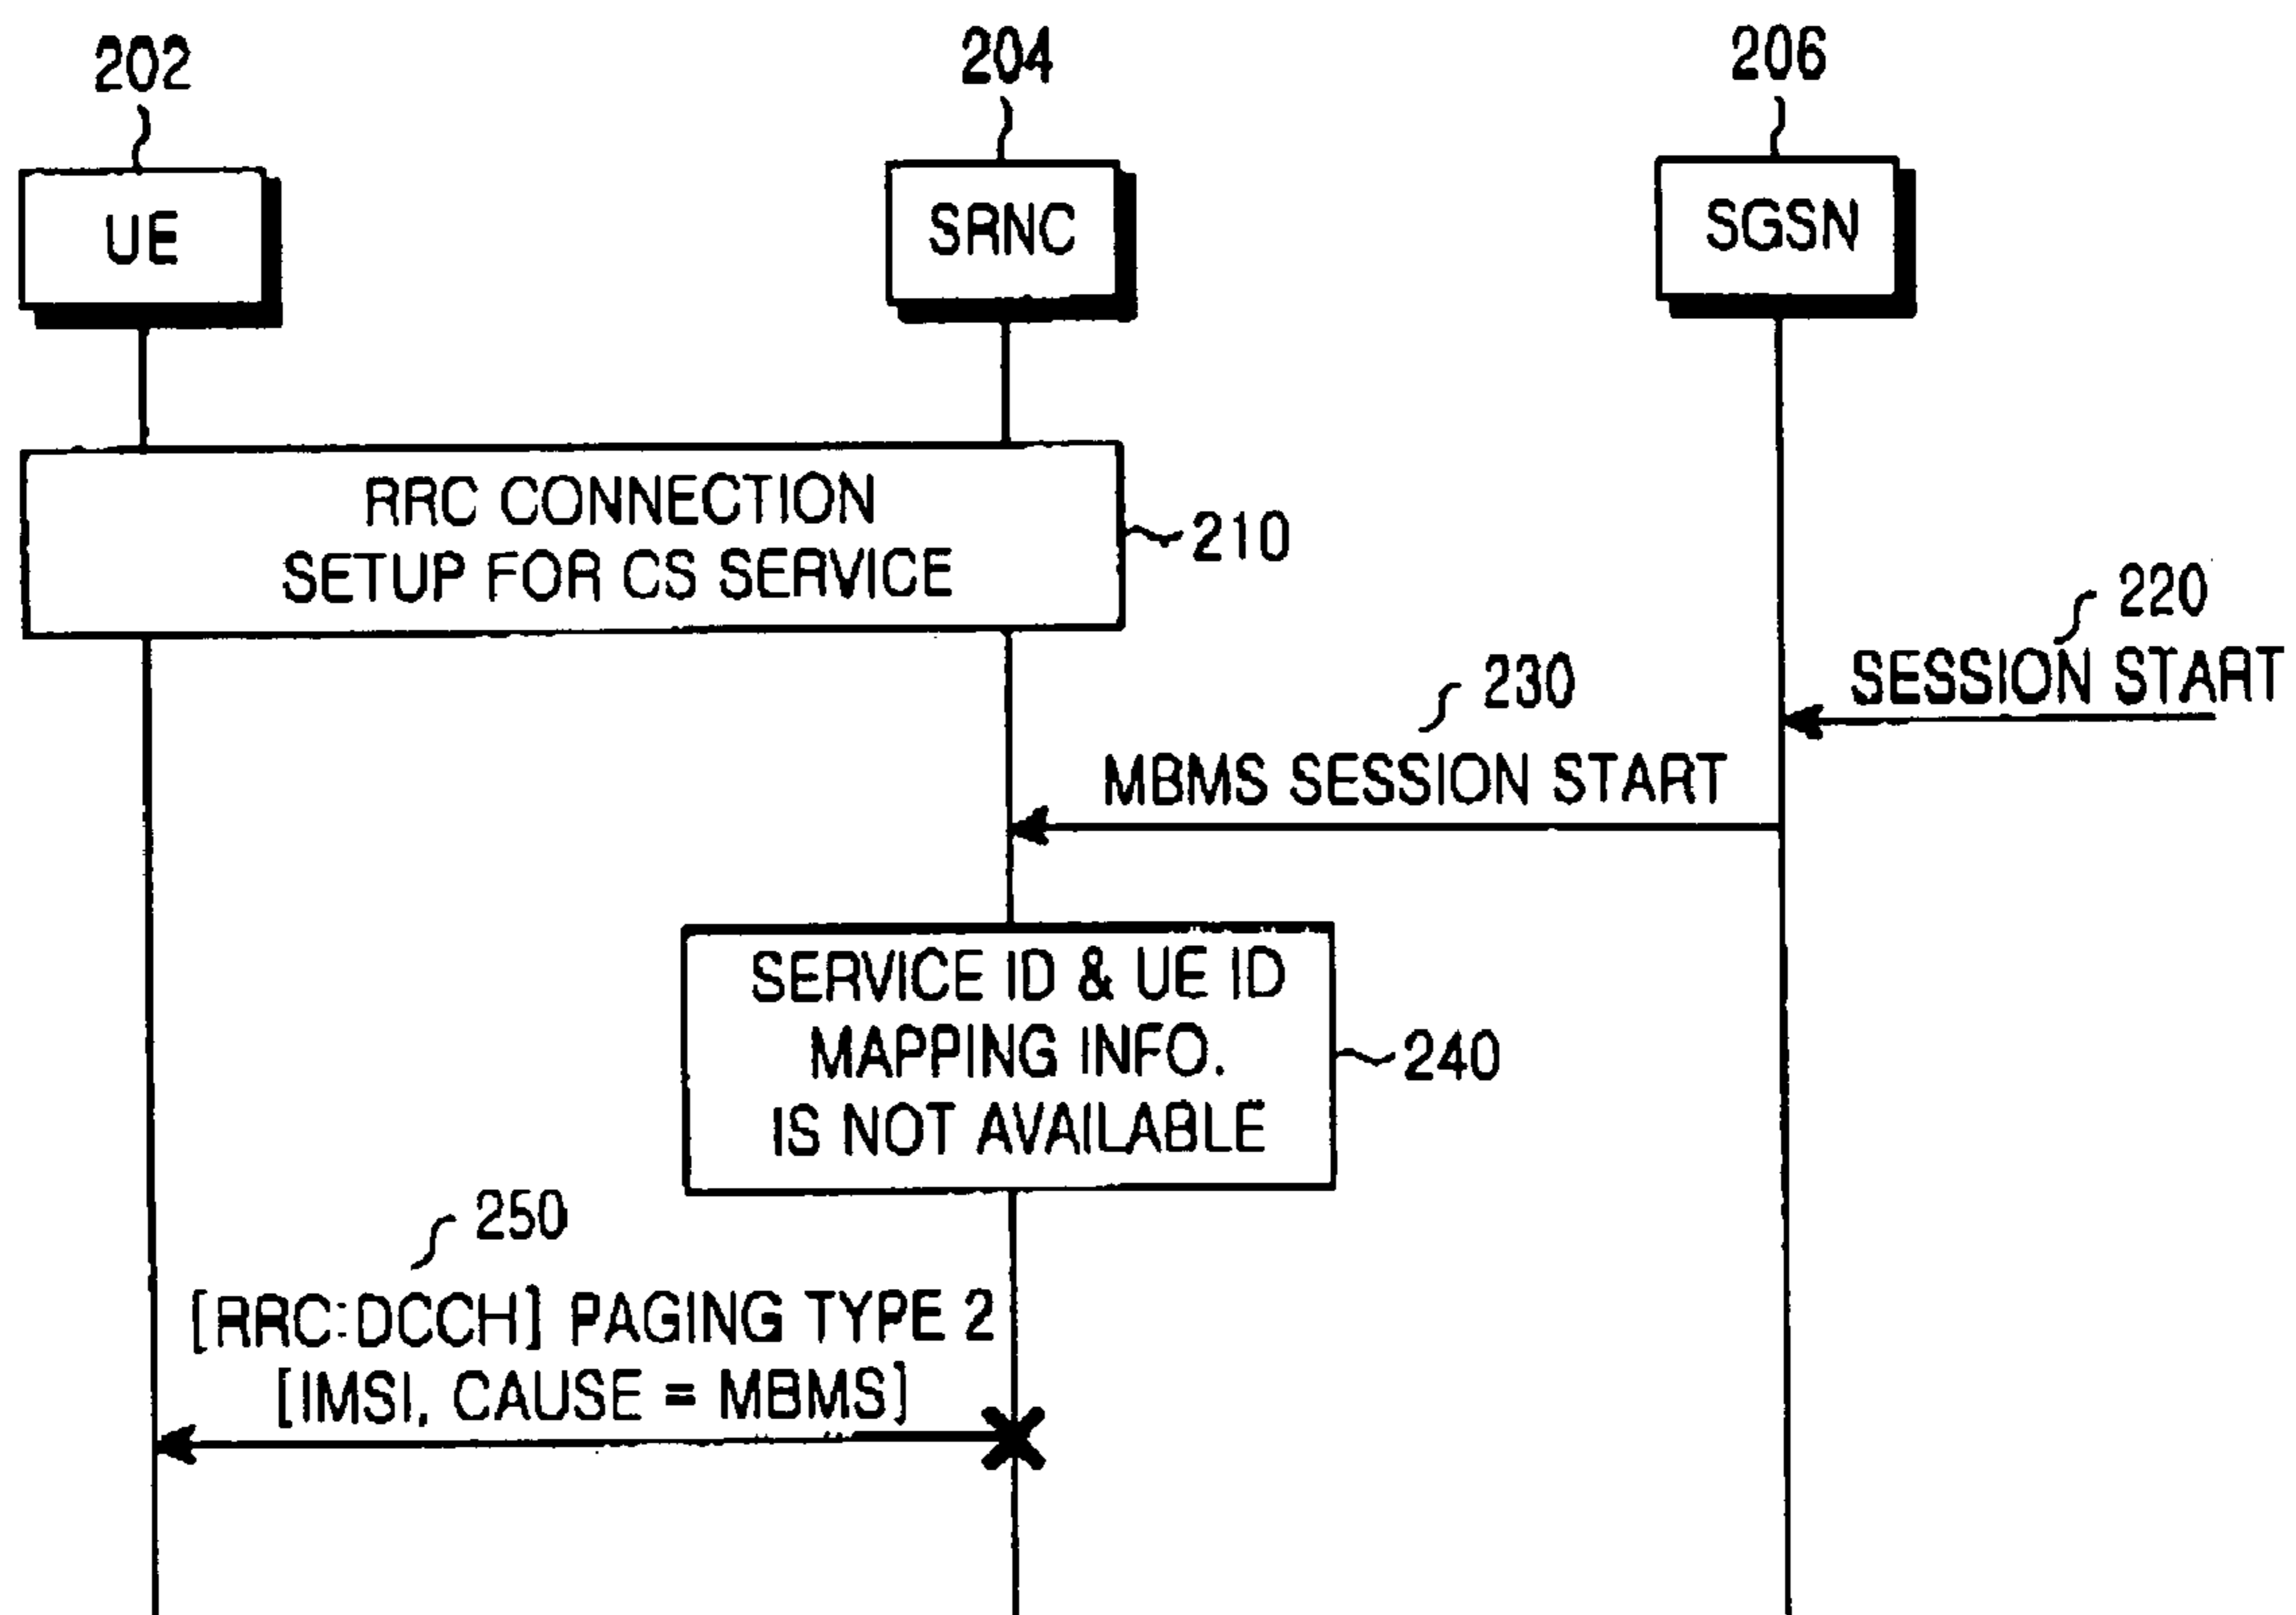 202
204
206
UE
SRNC
SGSN
RRC CONNECTION
SETUP FOR CS SERVICE
210
220
SESSION START
230
MBMS SESSION START
SERVICE ID & UE ID
MAPPING INFO.
IS NOT AVAILABLE
240
250
[RRC:DCCH] PAGING TYPE 2
[IMSI, CAUSE = MBMS]